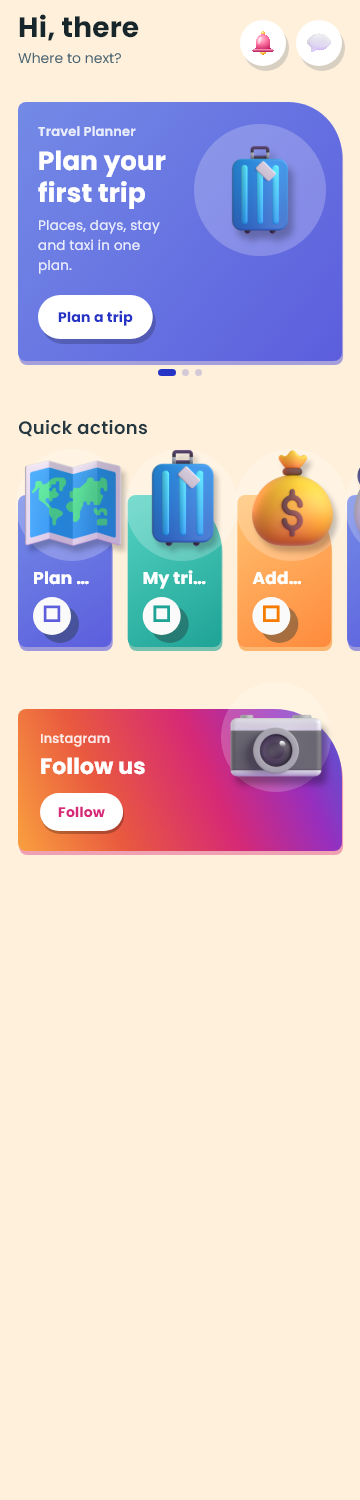 Hi, there
Where to next?
Travel Planner
Plan your
first trip
Places, days, stay
and taxi in one
plan.
Plan a trip
Quick actions
Plan ...
My tri...
Add...
Instagram
Follow us
Follow